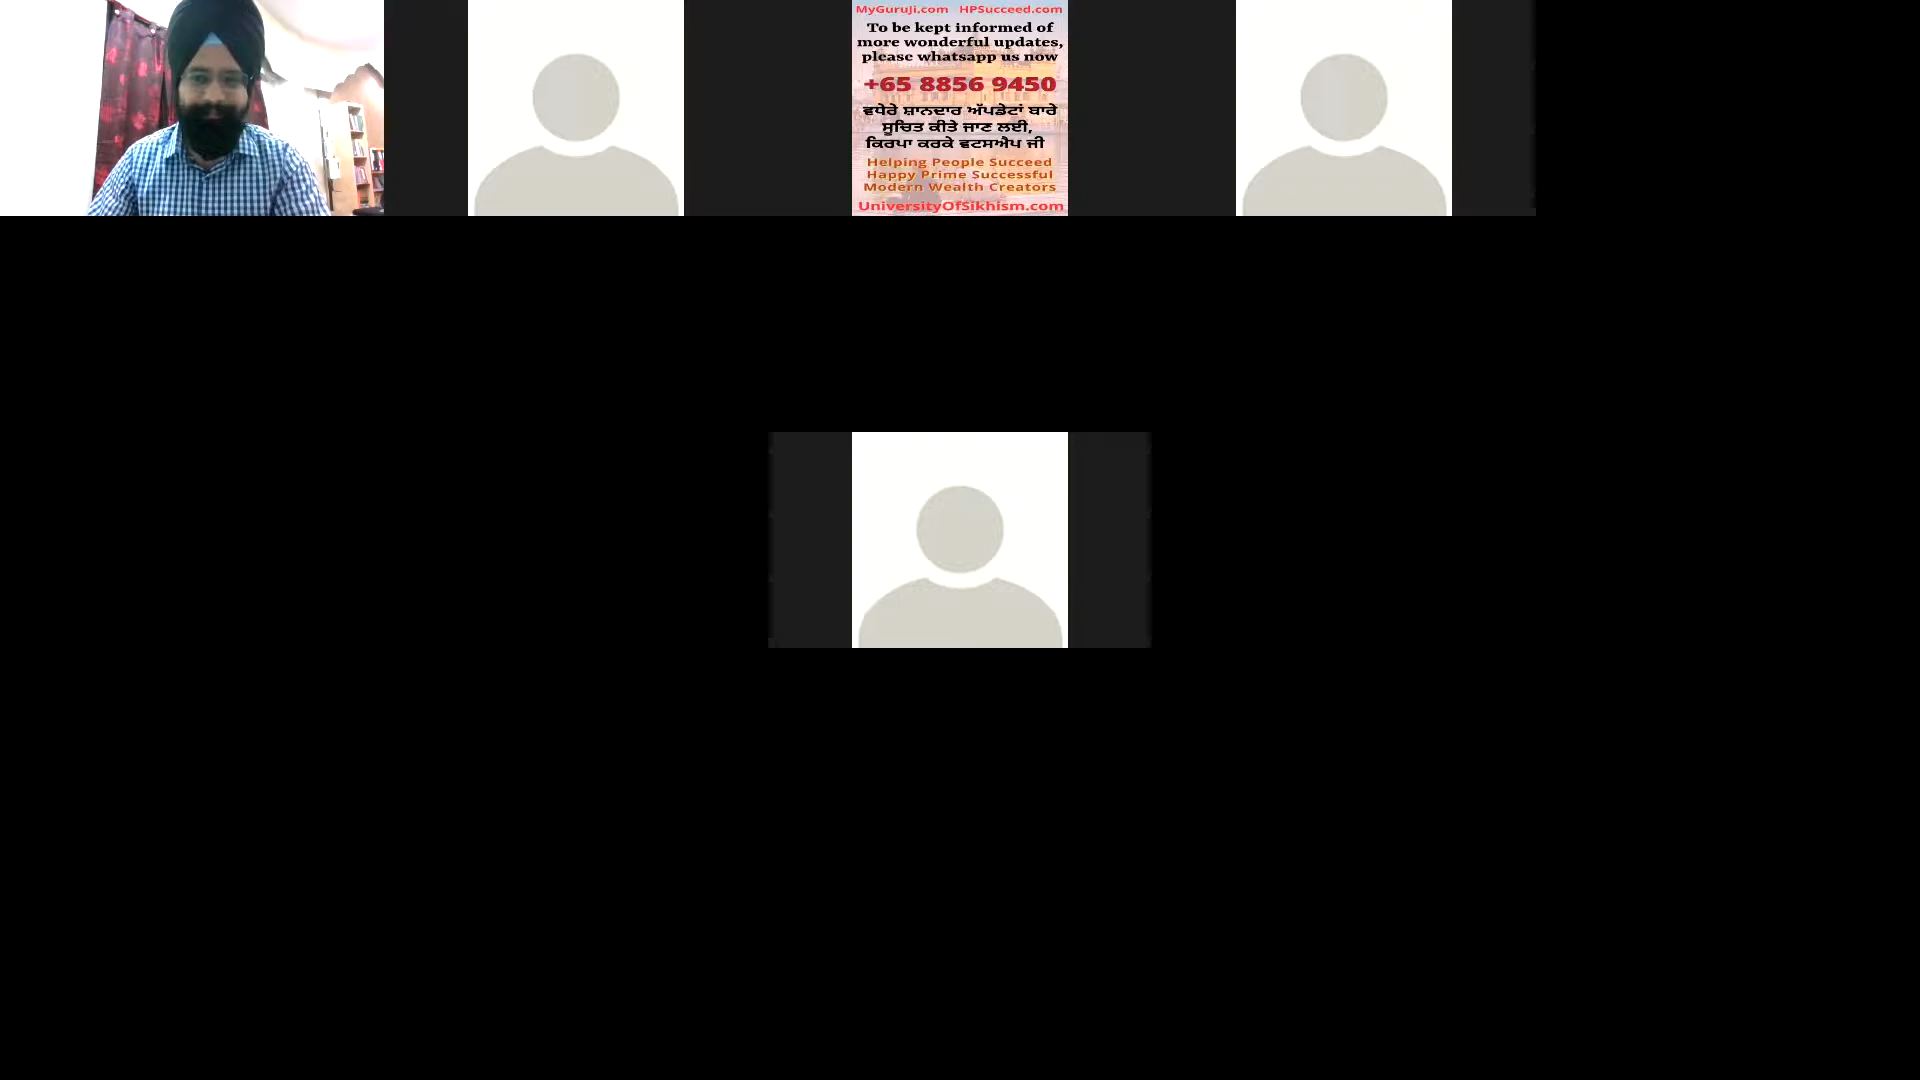 MyGuruJi.com HPSucceed.com
To be kept informed of
more wonderful updates,
please whatsapp us now
+65 8856 9450
ਵਧੇਰੇ ਸ਼ਾਨਦਾਰ ਅੱਪਡੇਟਾਂ ਬਾਰੇ
ਸੂਚਿਤ ਕੀਤੇ ਜਾਣ ਲਈ,
ਕਿਰਪਾ ਕਰਕੇ ਵਟਸਐਪ ਜੀ
Helping People Succeed
Happy Prime Successful
Modern Wealth Creators
UniversityOfSikhism.com